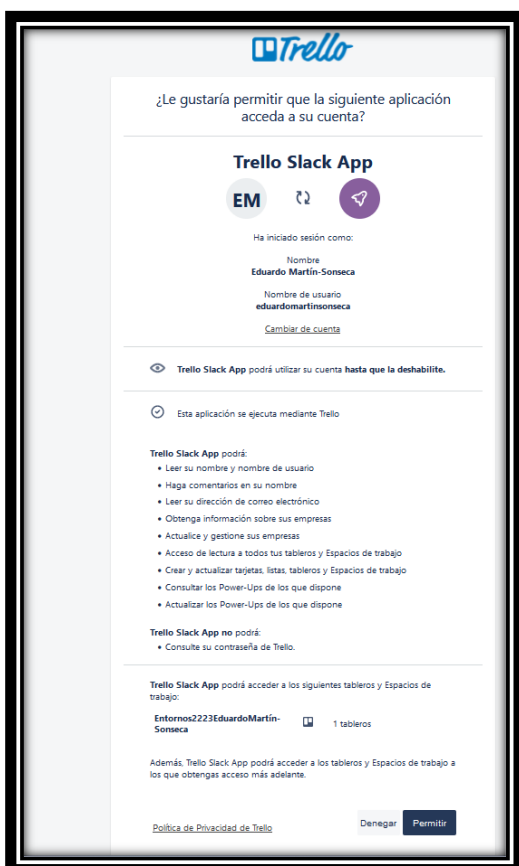 Trello
¿Le gustaría permitir que la siguiente aplicación
acceda a su cuenta?
Trello Slack App
EM
Ha iniciado sesión como:
Nombre
Eduardo Martín-Sonseca
Nombre de usuario
eduardomartinsonseca
Cambiar de cuenta
Trello Slack App podrá utilizar su cuenta hasta que la deshabilite.
Esta aplicación se ejecuta mediante Trello
Trello Slack App podrá:
• Leer su nombre y nombre de usuario
• Haga comentarios en su nombre
• Leer su dirección de correo electrónico
• Obtenga información sobre sus empresas
• Actualice y gestione sus empresas
• Acceso de lectura a todos tus tableros y Espacios de trabajo
• Crear y actualizar tarjetas, listas, tableros y Espacios de trabajo
• Consultar los Power-Ups de los que dispone
• Actualizar los Power-Ups de los que dispone
Trello Slack App no podrá:
• Consulte su contraseña de Trello.
Trello Slack App podrá acceder a los siguientes tableros y Espacios de
trabajo:
Entornos2223EduardoMartín-
Sonseca
1 tableros
Además, Trello Slack App podrá acceder a los tableros y Espacios de trabajo a
los que obtengas acceso más adelante.
Política de Privacidad de Trello
Denegar
Permitir